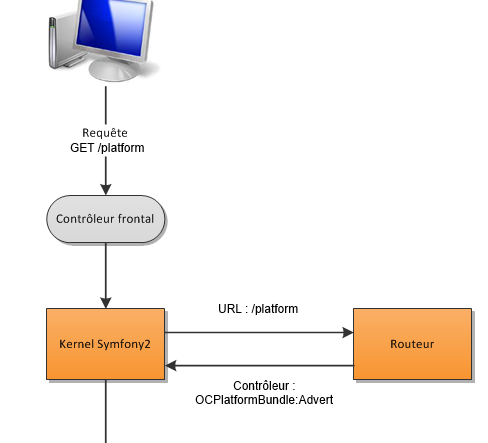 Requête
GET /platform
Contrôleur frontal
URL : /platform
Kernel Symfony2
Routeur
Contrôleur :
OCPlatformBundle:Advert